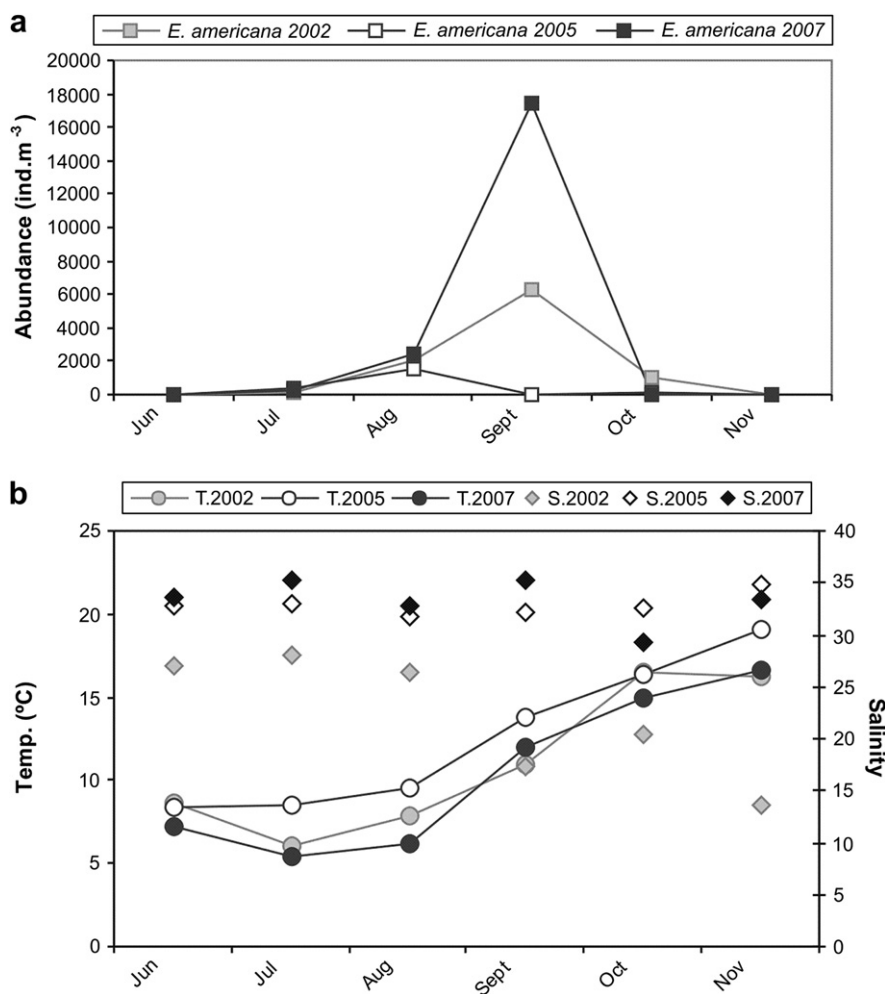 a
E. americana 2002 E. americana 2005 E. americana 2007
Abundance (ind.m⁻³)
20000
18000
16000
14000
12000
10000
8000
6000
4000
2000
0
Jun Jul Aug Sept Oct Nov
b
T.2002 T.2005 T.2007 S.2002 S.2005 S.2007
Temp. (ºC)
25
20
15
10
5
0
40
35
30
25
20
15
10
5
0
Salinity
Jun Jul Aug Sept Oct Nov